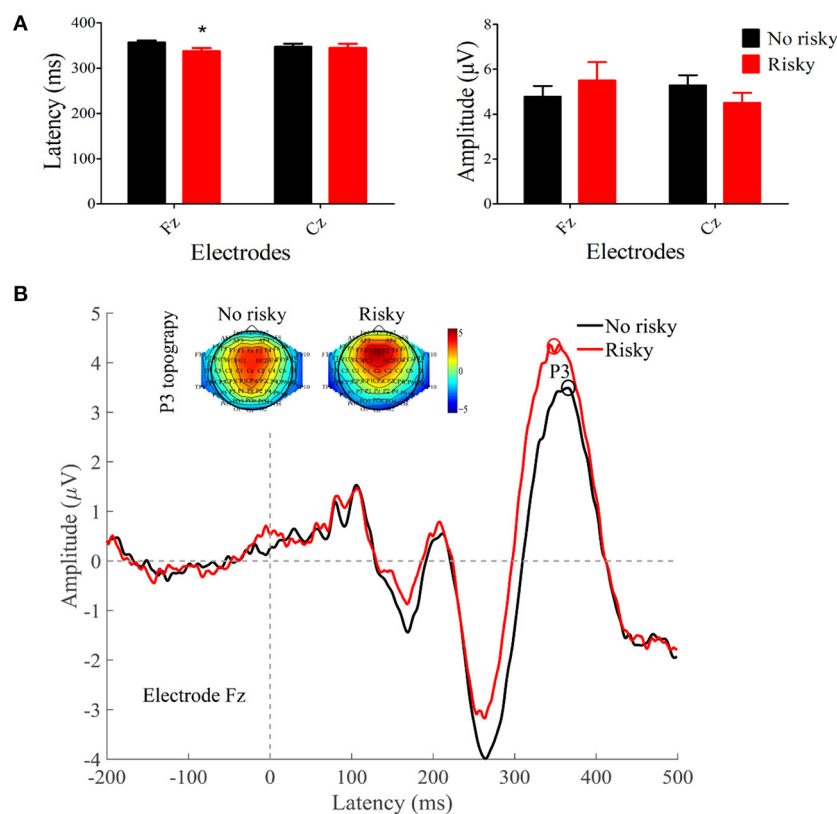 A
400
300
200
100
0
Latency (ms)
*
Fz
Cz
Electrodes
8
6
4
2
0
Amplitude (μV)
No risky
Risky
Fz
Cz
Electrodes
B
5
4
3
2
1
0
-1
-2
-3
-4
Amplitude (μV)
P3 topograpy
No risky
Risky
5
0
−5
No risky
Risky
P3
Electrode Fz
-200
-100
0
100
200
300
400
500
Latency (ms)